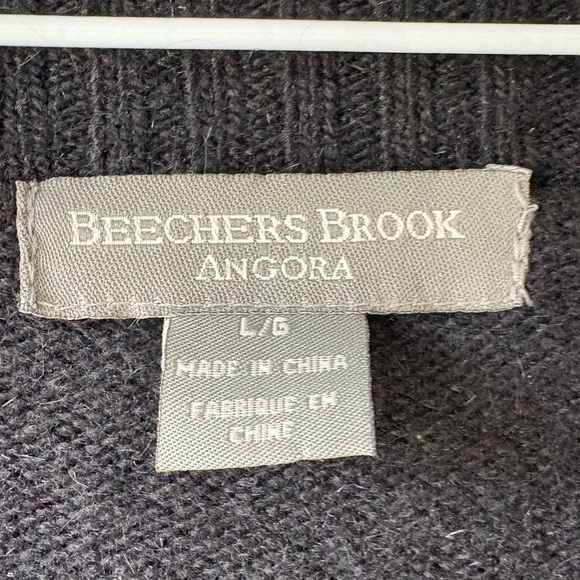 BEECHERS BROOK
ANGORA
L/G
MADE IN CHINA
FABRIQUE EN
CHINE